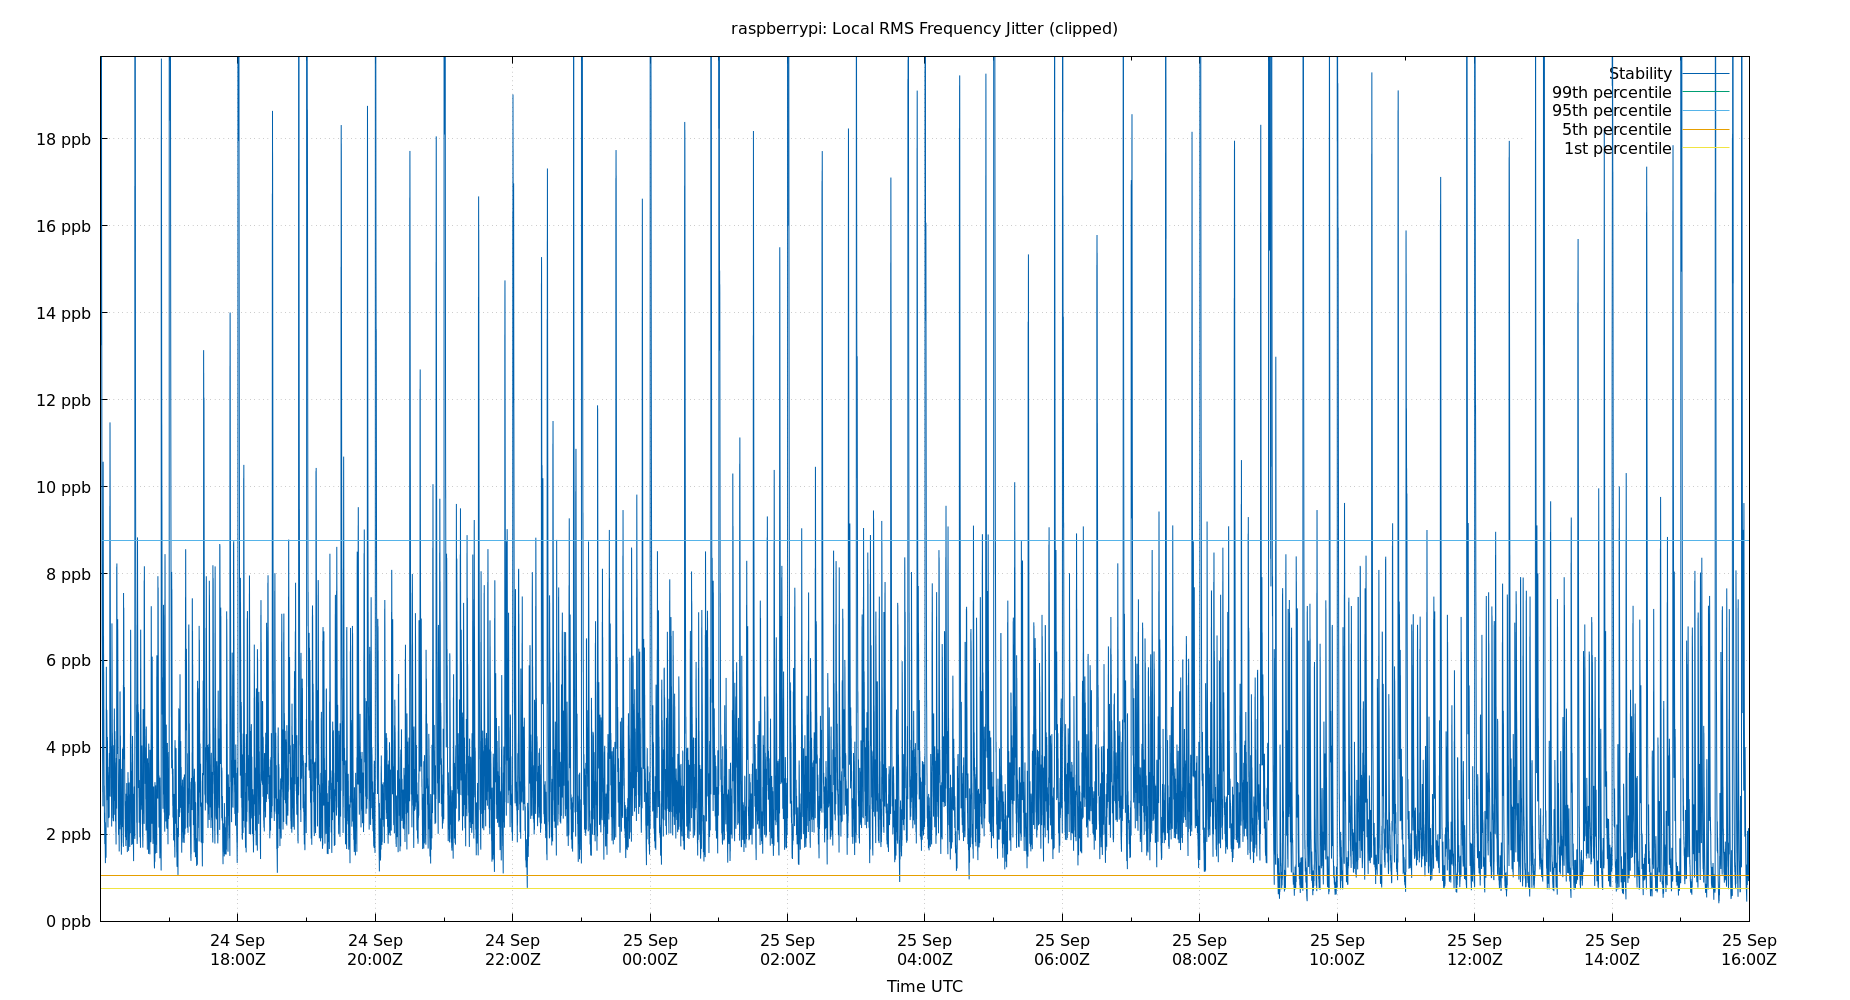 raspberrypi: Local RMS Frequency Jitter (clipped)
Stability
99th percentile
95th percentile
5th percentile
1st percentile
18 ppb
16 ppb
14 ppb
12 ppb
10 ppb
8 ppb
6 ppb
4 ppb
2 ppb
0 ppb
24 Sep 24 Sep 24 Sep 25 Sep 25 Sep 25 Sep 25 Sep 25 Sep 25 Sep 25 Sep 25 Sep 25 Sep
18:00Z 20:00Z 22:00Z 00:00Z 02:00Z 04:00Z 06:00Z 08:00Z 10:00Z 12:00Z 14:00Z 16:00Z
Time UTC